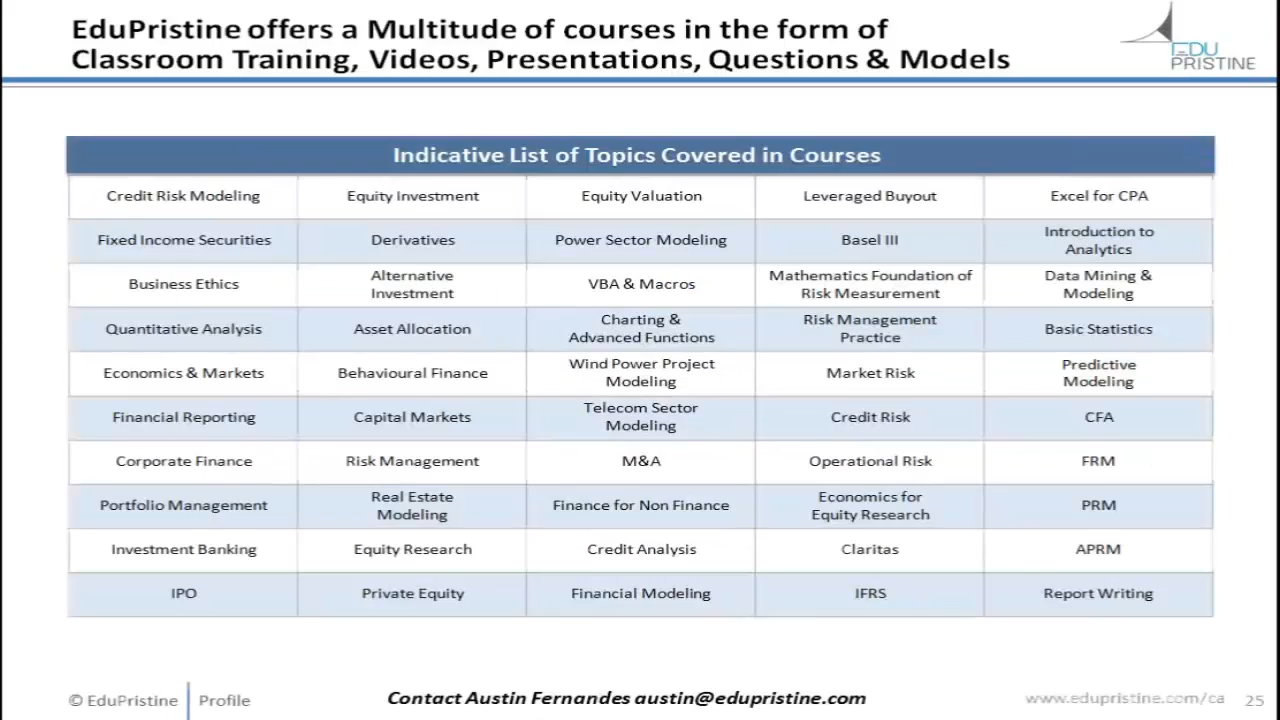 EduPristine offers a Multitude of courses in the form of
Classroom Training, Videos, Presentations, Questions & Models
EDU
PRISTINE
Indicative List of Topics Covered in Courses
Credit Risk Modeling
Equity Investment
Equity Valuation
Leveraged Buyout
Excel for CPA
Fixed Income Securities
Derivatives
Power Sector Modeling
Basel III
Introduction to
Analytics
Business Ethics
Alternative
Investment
VBA & Macros
Mathematics Foundation of
Risk Measurement
Data Mining &
Modeling
Quantitative Analysis
Asset Allocation
Charting &
Advanced Functions
Risk Management
Practice
Basic Statistics
Economics & Markets
Behavioural Finance
Wind Power Project
Modeling
Market Risk
Predictive
Modeling
Financial Reporting
Capital Markets
Telecom Sector
Modeling
Credit Risk
CFA
Corporate Finance
Risk Management
M&A
Operational Risk
FRM
Portfolio Management
Real Estate
Modeling
Finance for Non Finance
Economics for
Equity Research
PRM
Investment Banking
Equity Research
Credit Analysis
Claritas
APRM
IPO
Private Equity
Financial Modeling
IFRS
Report Writing
© EduPristine
Profile
Contact Austin Fernandes austin@edupristine.com
www.edupristine.com/ca
25